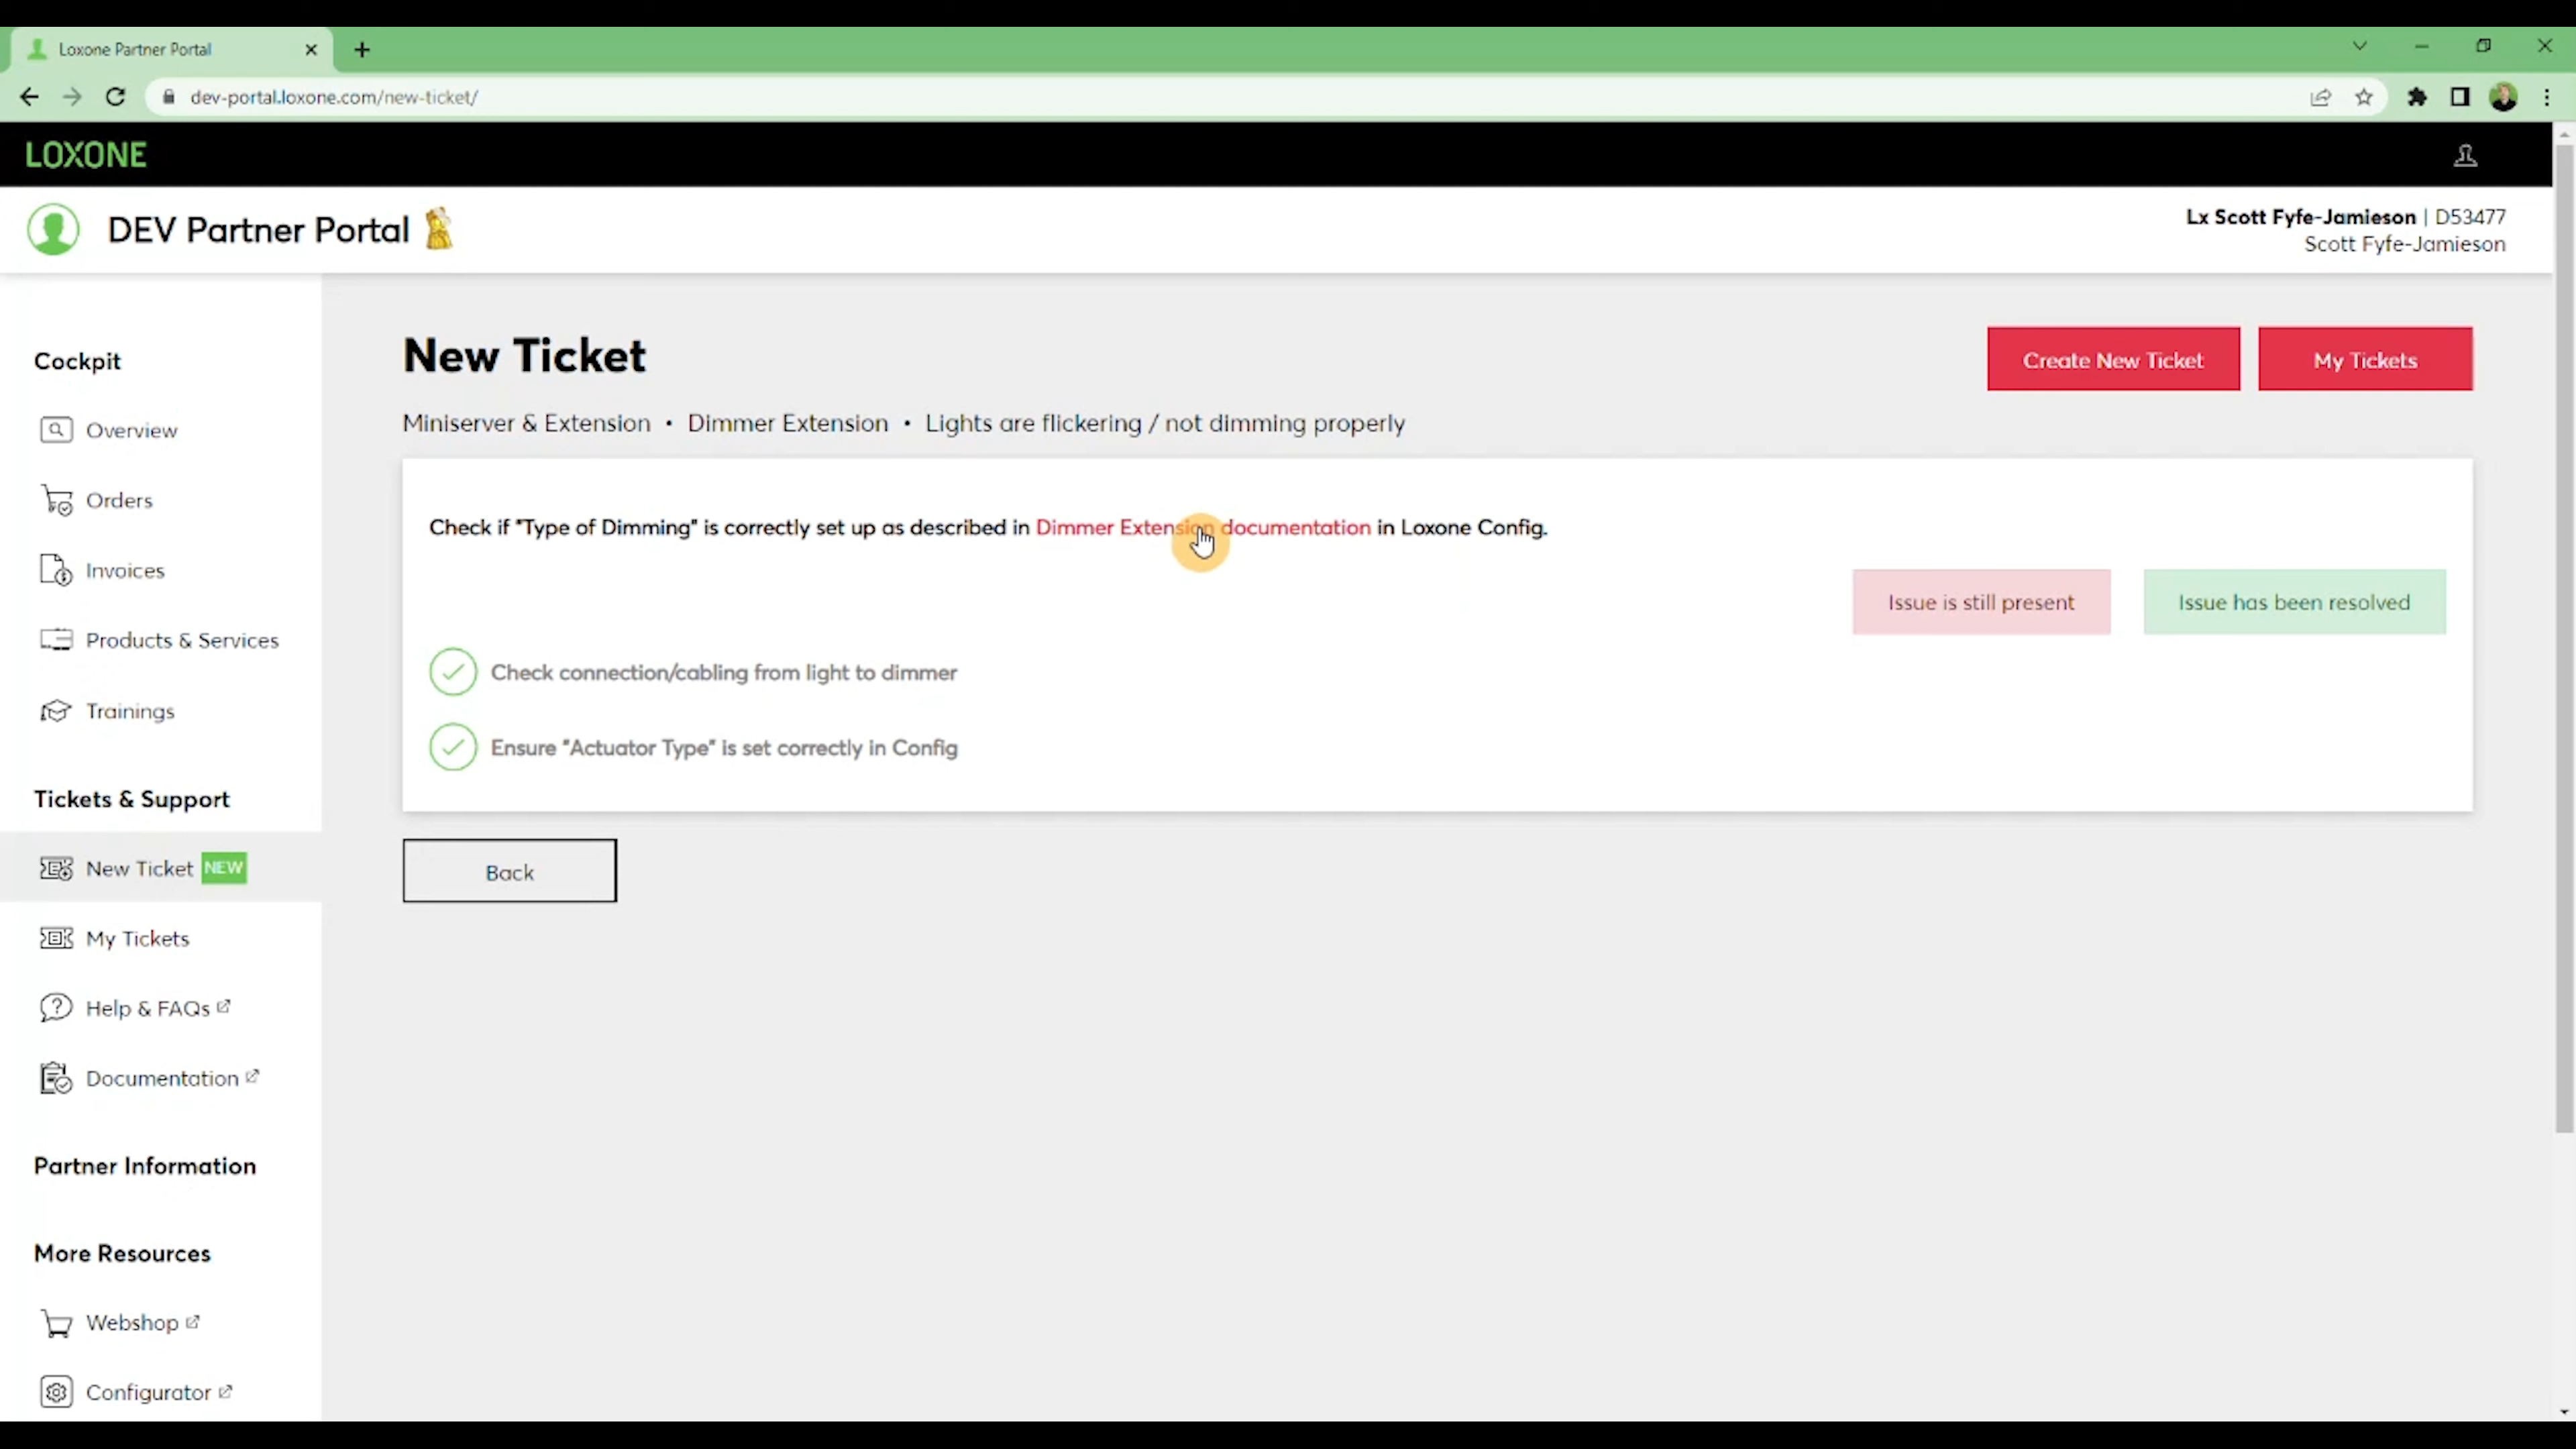 Loxone Partner Portal
dev-portal.loxone.com/new-ticket/
LOXONE
DEV Partner Portal
Lx Scott Fyfe-Jamieson | D53477
Scott Fyfe-Jamieson
Cockpit
Overview
Orders
Invoices
Products & Services
Trainings
Tickets & Support
New Ticket NEW
My Tickets
Help & FAQs
Documentation
Partner Information
More Resources
Webshop
Configurator
New Ticket
Create New Ticket
My Tickets
Miniserver & Extension • Dimmer Extension • Lights are flickering / not dimming properly
Check if "Type of Dimming" is correctly set up as described in Dimmer Extension documentation in Loxone Config.
Issue is still present
Issue has been resolved
Check connection/cabling from light to dimmer
Ensure "Actuator Type" is set correctly in Config
Back